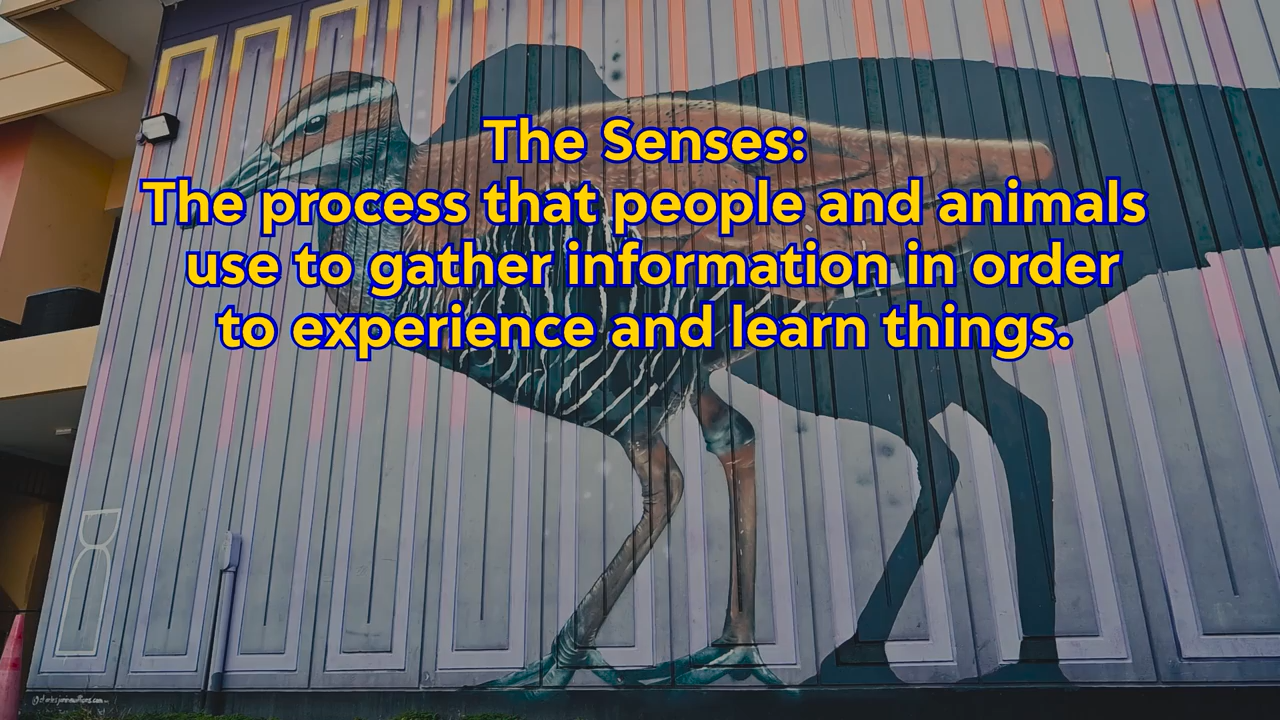 The Senses:
The process that people and animals
use to gather information in order
to experience and learn things.